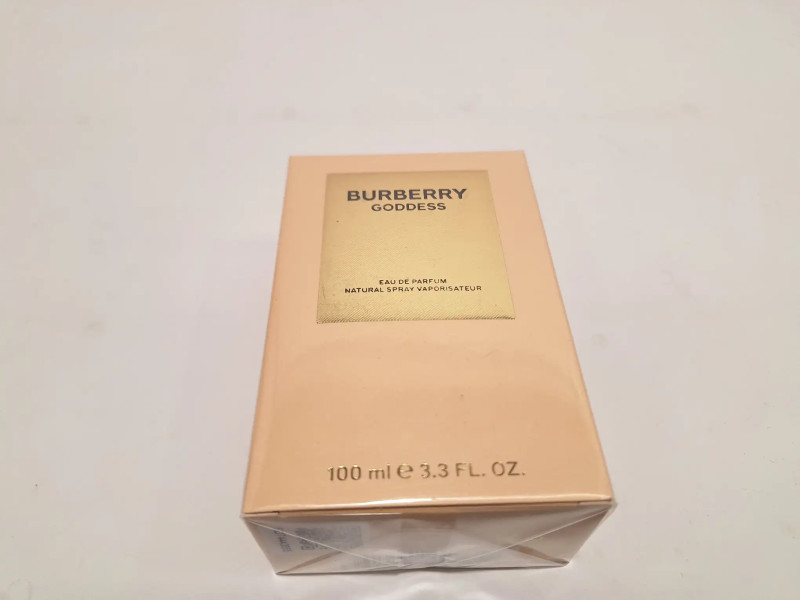 BURBERRY
GODDESS
EAU DE PARFUM
NATURAL SPRAY VAPORISATEUR
100 ml ℮ 3.3 FL. OZ.